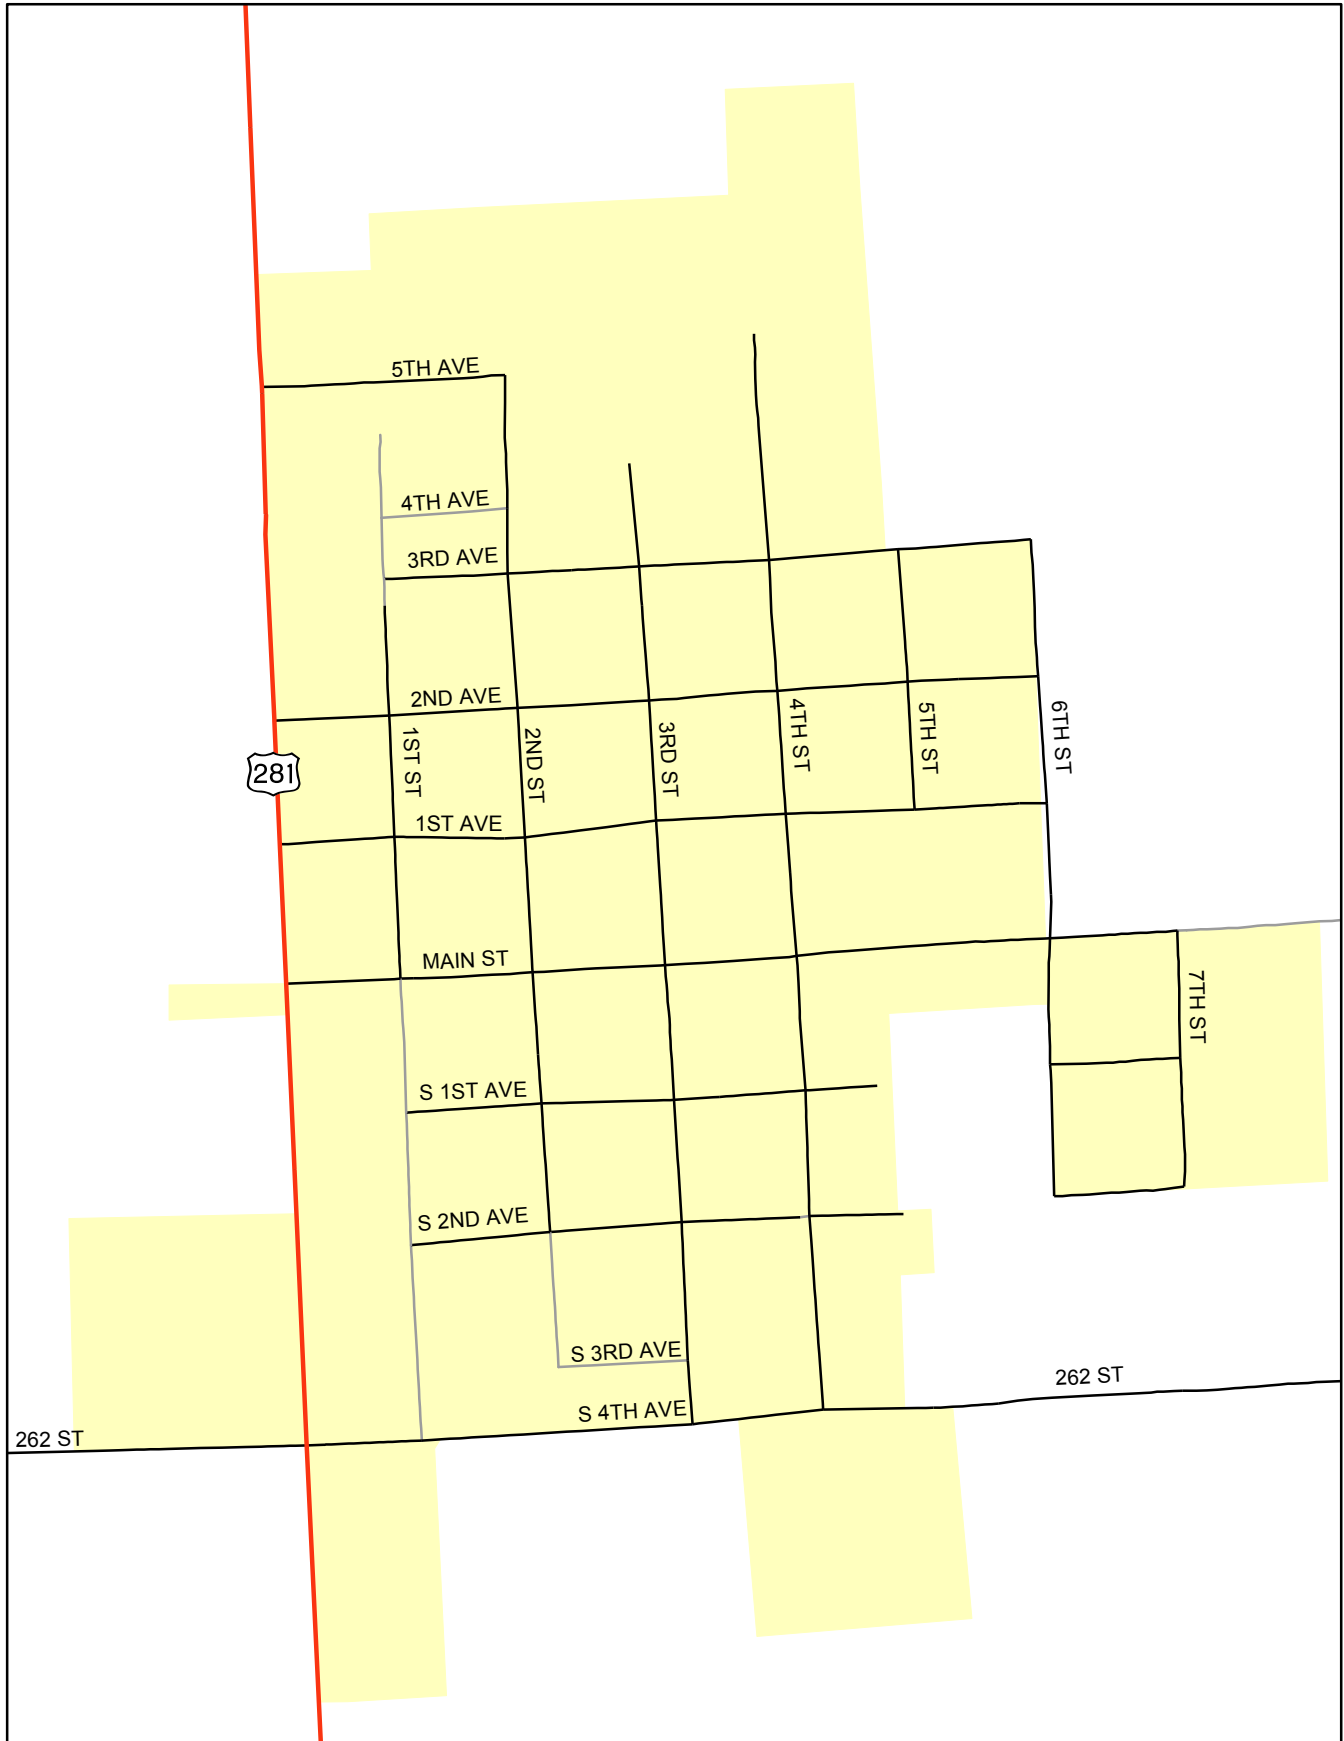 5TH AVE
4TH AVE
3RD AVE
2ND AVE
1ST ST
2ND ST
3RD ST
4TH ST
5TH ST
6TH ST
281
1ST AVE
MAIN ST
7TH ST
S 1ST AVE
S 2ND AVE
S 3RD AVE
262 ST
S 4TH AVE
262 ST